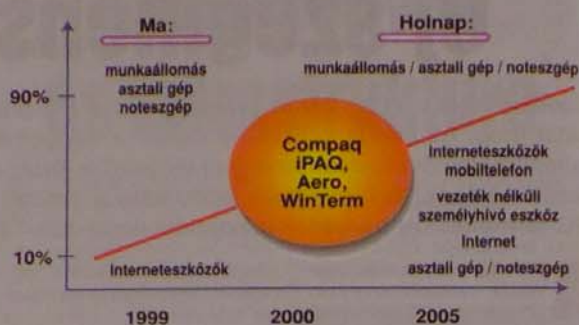 Ma:
Holnap:
munkaállomás
asztali gép
noteszgép
munkaállomás / asztali gép / noteszgép
90%
Compaq
iPAQ,
Aero,
WinTerm
Interneteszközök
mobiltelefon
vezeték nélküli
személyhívó eszköz
Internet
asztali gép / noteszgép
10%
Interneteszközök
1999
2000
2005